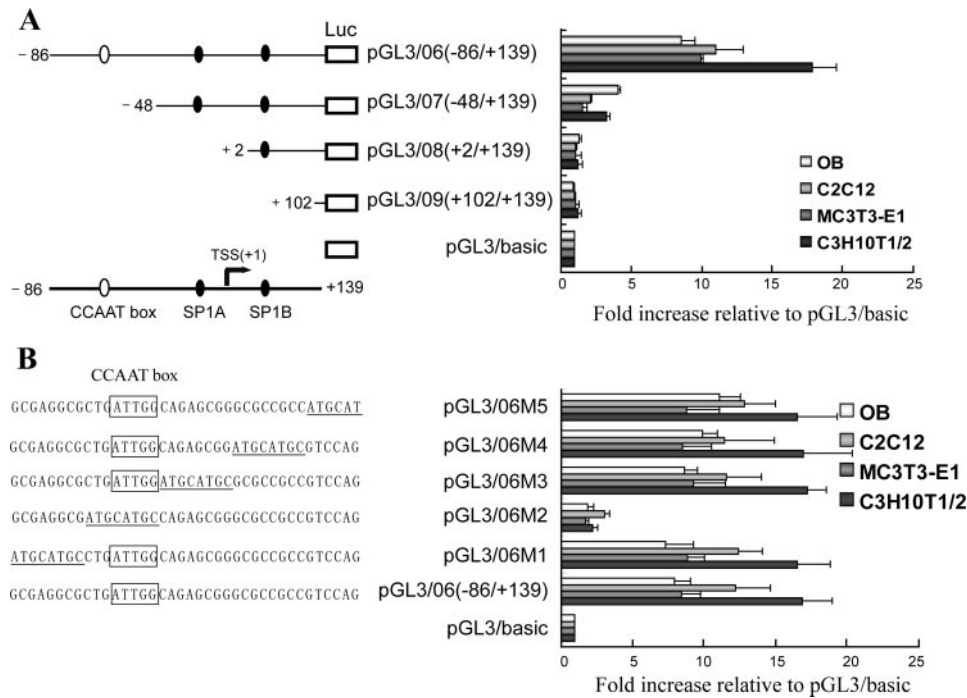 A
Luc
– 86
pGL3/06(-86/+139)
– 48
pGL3/07(-48/+139)
+ 2
pGL3/08(+2/+139)
+ 102
pGL3/09(+102/+139)
pGL3/basic
TSS(+1)
– 86
+139
CCAAT box
SP1A
SP1B
OB
C2C12
MC3T3-E1
C3H10T1/2
0 5 10 15 20 25
Fold increase relative to pGL3/basic
B
CCAAT box
GCGAGGCGCTGATTGGCAGAGCGGGCGCCGCCATGCAT
pGL3/06M5
GCGAGGCGCTGATTGGCAGAGCGGATGCATGCGTCCAG
pGL3/06M4
GCGAGGCGCTGATTGGATGCATGCGCGCCGCCGTCCAG
pGL3/06M3
GCGAGGCGATGCATGCCAGAGCGGGCGCCGCCGTCCAG
pGL3/06M2
ATGCATGCCTGATTGGCAGAGCGGGCGCCGCCGTCCAG
pGL3/06M1
GCGAGGCGCTGATTGGCAGAGCGGGCGCCGCCGTCCAG
pGL3/06(-86/+139)
pGL3/basic
OB
C2C12
MC3T3-E1
C3H10T1/2
0 5 10 15 20 25
Fold increase relative to pGL3/basic